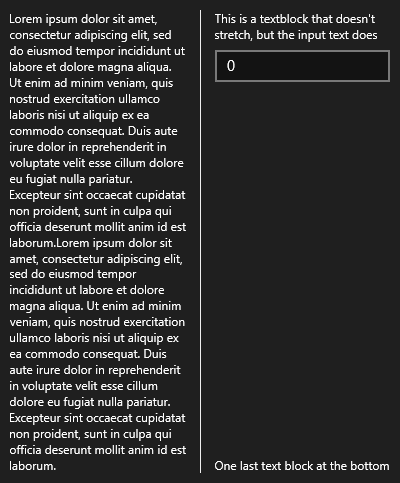 Lorem ipsum dolor sit amet,
consectetur adipiscing elit, sed
do eiusmod tempor incididunt ut
labore et dolore magna aliqua.
Ut enim ad minim veniam, quis
nostrud exercitation ullamco
laboris nisi ut aliquip ex ea
commodo consequat. Duis aute
irure dolor in reprehenderit in
voluptate velit esse cillum dolore
eu fugiat nulla pariatur.
Excepteur sint occaecat cupidatat
non proident, sunt in culpa qui
officia deserunt mollit anim id est
laborum.Lorem ipsum dolor sit
amet, consectetur adipiscing elit,
sed do eiusmod tempor
incididunt ut labore et dolore
magna aliqua. Ut enim ad minim
veniam, quis nostrud exercitation
ullamco laboris nisi ut aliquip ex
ea commodo consequat. Duis
aute irure dolor in reprehenderit
in voluptate velit esse cillum
dolore eu fugiat nulla pariatur.
Excepteur sint occaecat cupidatat
non proident, sunt in culpa qui
officia deserunt mollit anim id est
laborum.
This is a textblock that doesn't
stretch, but the input text does
0
One last text block at the bottom